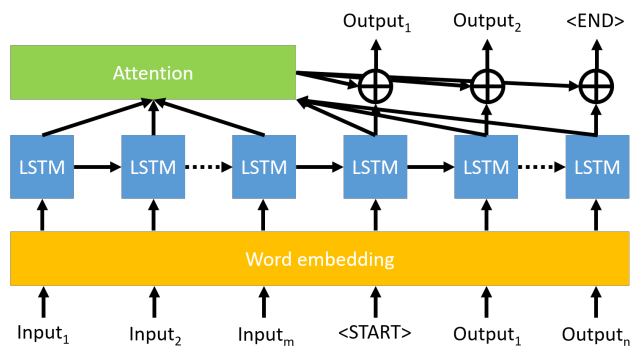 Output₁ Output₂ <END>
Attention
LSTM LSTM LSTM LSTM LSTM LSTM
Word embedding
Input₁ Input₂ Inputₘ <START> Output₁ Outputₙ